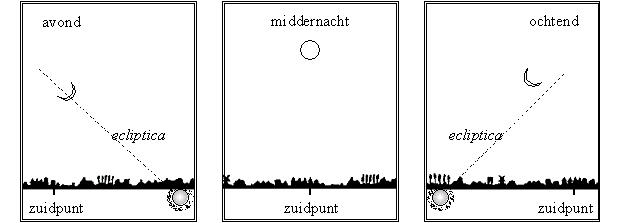 avond
ecliptica
zuidpunt
middernacht
zuidpunt
ochtend
ecliptica
zuidpunt